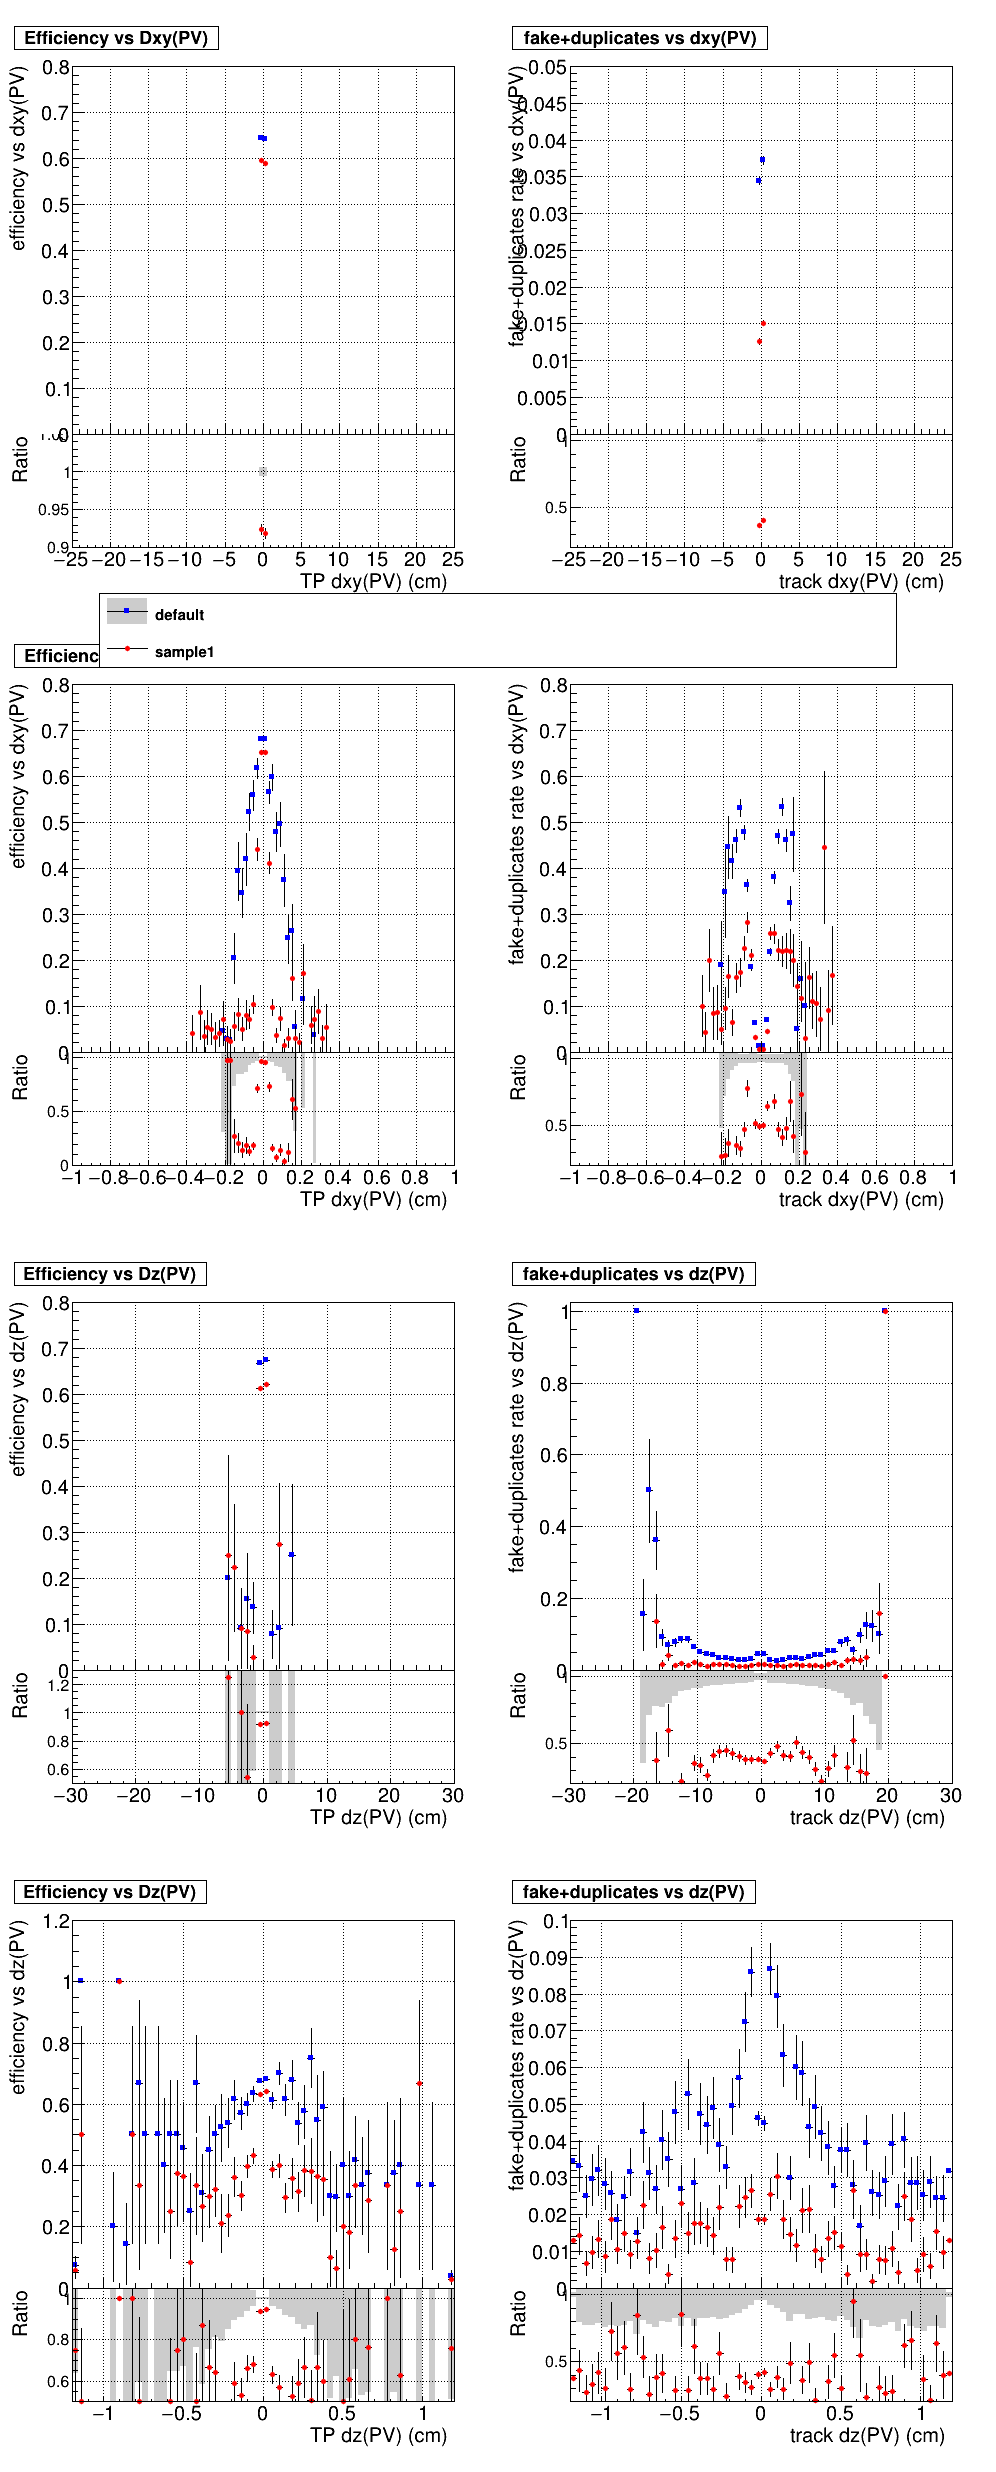 Efficiency vs Dxy(PV)
fake+duplicates vs dxy(PV)
efficiency vs dxy(PV)
0.8
0.7
0.6
0.5
0.4
0.3
0.2
0.1
0
fake+duplicates rate vs dxy(PV)
0.05
0.045
0.04
0.035
0.03
0.025
0.02
0.015
0.01
0.005
0
Ratio
1
0.95
0.9
−25 −20 −15 −10 −5 0 5 10 15 20 25
TP dxy(PV) (cm)
Ratio
1
0.5
−25 −20 −15 −10 −5 0 5 10 15 20 25
track dxy(PV) (cm)
default
sample1
Efficienc
efficiency vs dxy(PV)
0.8
0.7
0.6
0.5
0.4
0.3
0.2
0.1
0
fake+duplicates rate vs dxy(PV)
0.8
0.7
0.6
0.5
0.4
0.3
0.2
0.1
0
Ratio
1
0.5
0
−1 −0.8 −0.6 −0.4 −0.2 0 0.2 0.4 0.6 0.8 1
TP dxy(PV) (cm)
Ratio
1
0.5
−1 −0.8 −0.6 −0.4 −0.2 0 0.2 0.4 0.6 0.8 1
track dxy(PV) (cm)
Efficiency vs Dz(PV)
fake+duplicates vs dz(PV)
efficiency vs dz(PV)
0.8
0.7
0.6
0.5
0.4
0.3
0.2
0.1
0
fake+duplicates rate vs dz(PV)
1
0.8
0.6
0.4
0.2
0
Ratio
1.2
1
0.8
0.6
−30 −20 −10 0 10 20 30
TP dz(PV) (cm)
Ratio
1
0.5
−30 −20 −10 0 10 20 30
track dz(PV) (cm)
Efficiency vs Dz(PV)
fake+duplicates vs dz(PV)
efficiency vs dz(PV)
1.2
1
0.8
0.6
0.4
0.2
0
fake+duplicates rate vs dz(PV)
0.1
0.09
0.08
0.07
0.06
0.05
0.04
0.03
0.02
0.01
0
Ratio
1
0.8
0.6
−1 −0.5 0 0.5 1
TP dz(PV) (cm)
Ratio
1
0.5
−1 −0.5 0 0.5 1
track dz(PV) (cm)